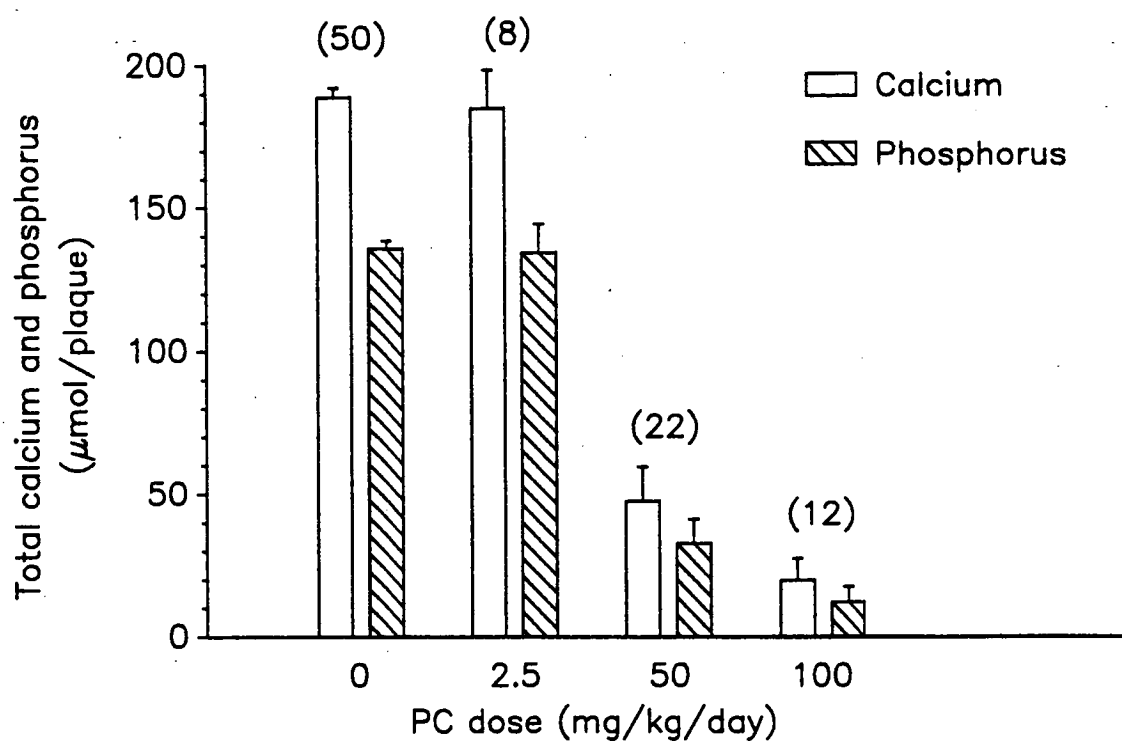 (50)
(8)
200
Calcium
Phosphorus
150
Total calcium and phosphorus
(μmol/plaque)
100
(22)
50
(12)
0
0 2.5 50 100
PC dose (mg/kg/day)